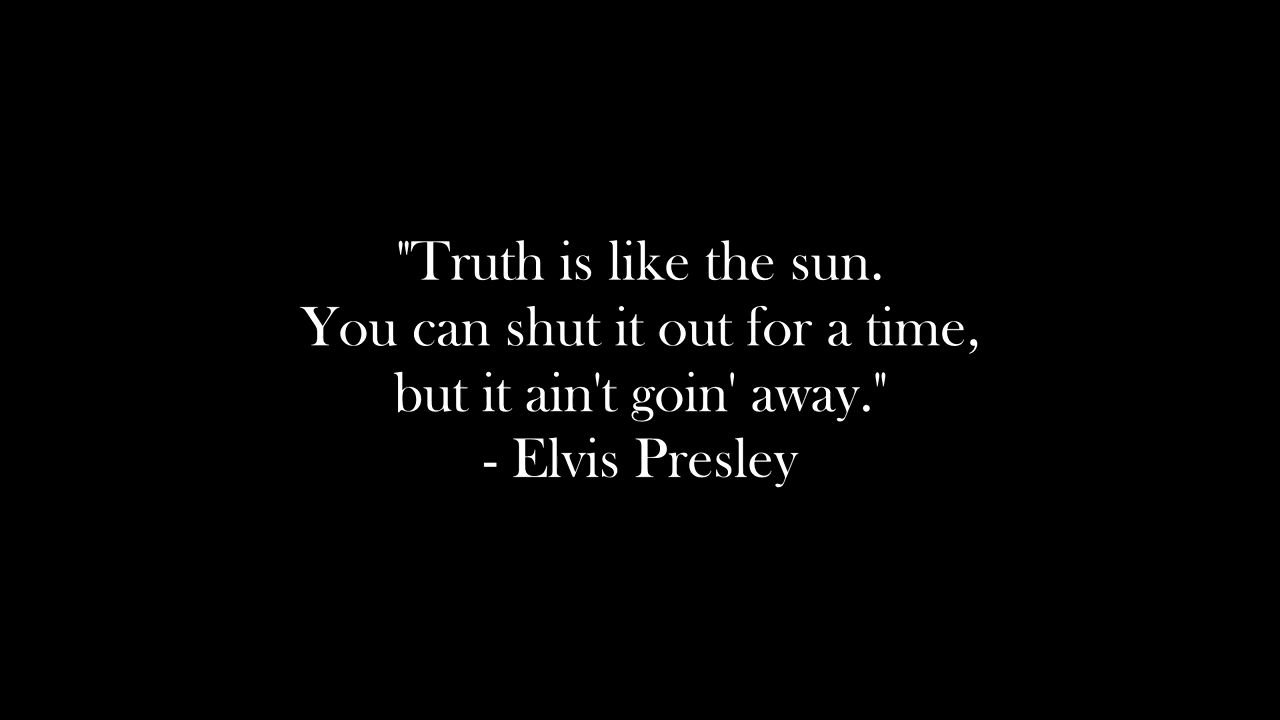 "Truth is like the sun.
You can shut it out for a time,
but it ain't goin' away."
- Elvis Presley